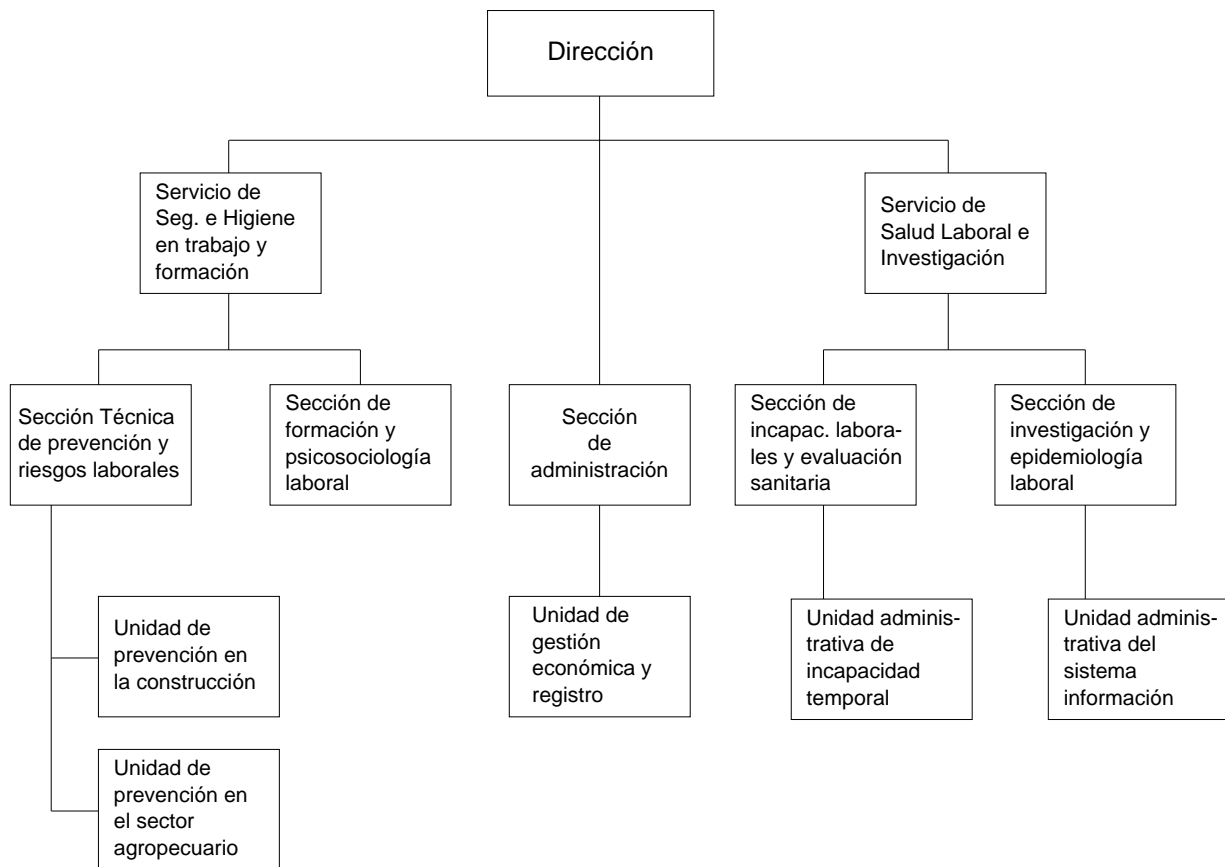 Dirección
Servicio de
Seg. e Higiene
en trabajo y
formación
Servicio de
Salud Laboral e
Investigación
Sección Técnica
de prevención y
riesgos laborales
Sección de
formación y
psicosociología
laboral
Sección
de
administración
Sección de
incapac. labora-
les y evaluación
sanitaria
Sección de
investigación y
epidemiología
laboral
Unidad de
prevención en
la construcción
Unidad de
gestión
económica y
registro
Unidad adminis-
trativa de
incapacidad
temporal
Unidad adminis-
trativa del
sistema
información
Unidad de
prevención en
el sector
agropecuario